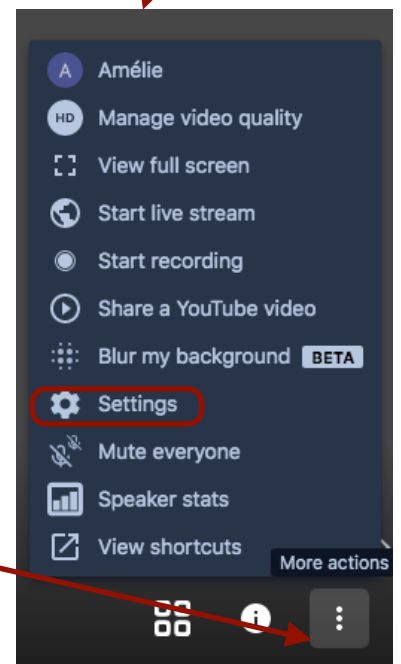 A Amélie
HD Manage video quality
View full screen
Start live stream
Start recording
Share a YouTube video
Blur my background BETA
Settings
Mute everyone
Speaker stats
View shortcuts
More actions
i